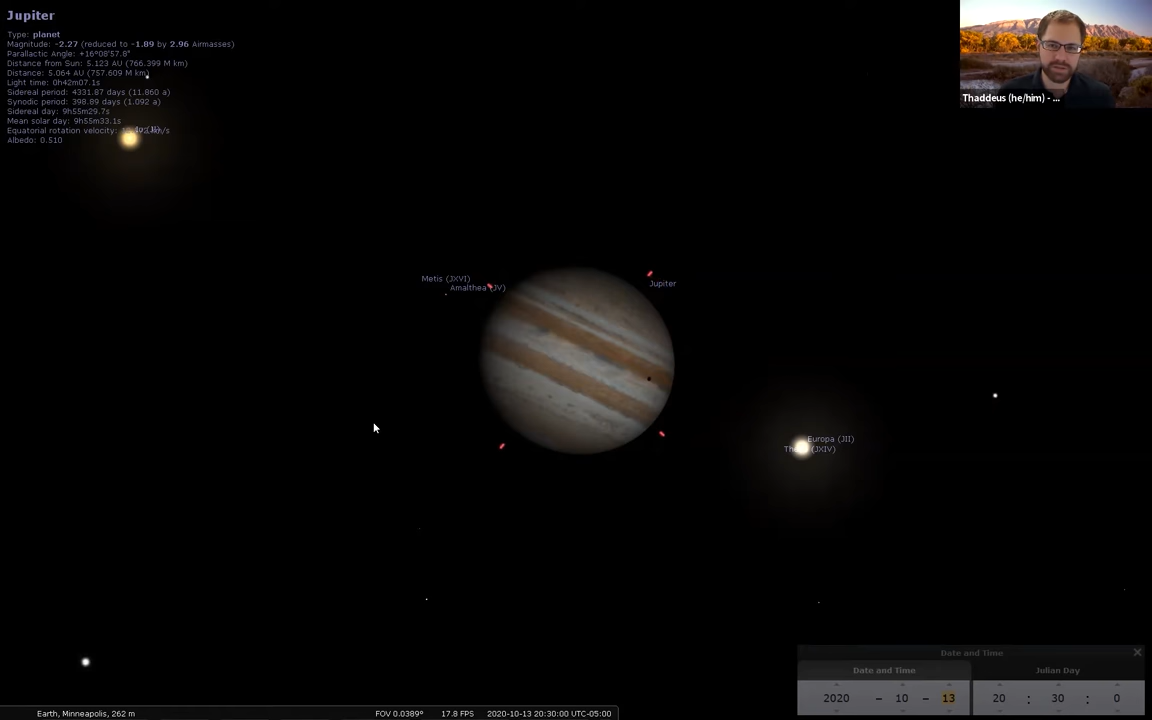 Jupiter
Type: planet
Magnitude: -2.27 (reduced to -1.89 by 2.96 Airmasses)
Parallactic Angle: +16°08'57.8"
Distance from Sun: 5.123 AU (766.399 M km)
Distance: 5.064 AU (757.609 M km)
Light time: 0h42m07.1s
Sidereal period: 4331.87 days (11.860 a)
Synodic period: 398.89 days (1.092 a)
Sidereal day: 9h55m29.7s
Mean solar day: 9h55m33.1s
Equatorial rotation velocity: km/s
Albedo: 0.510
Thaddeus (he/him) - ...
Metis (JXVI)
Amalthea (JV)
Jupiter
Europa (JII)
(JXIV)
Date and Time
Date and Time
Julian Day
2020 - 10 - 13
20 : 30 : 0
Earth, Minneapolis, 262 m
FOV 0.0389°
17.8 FPS
2020-10-13 20:30:00 UTC-05:00